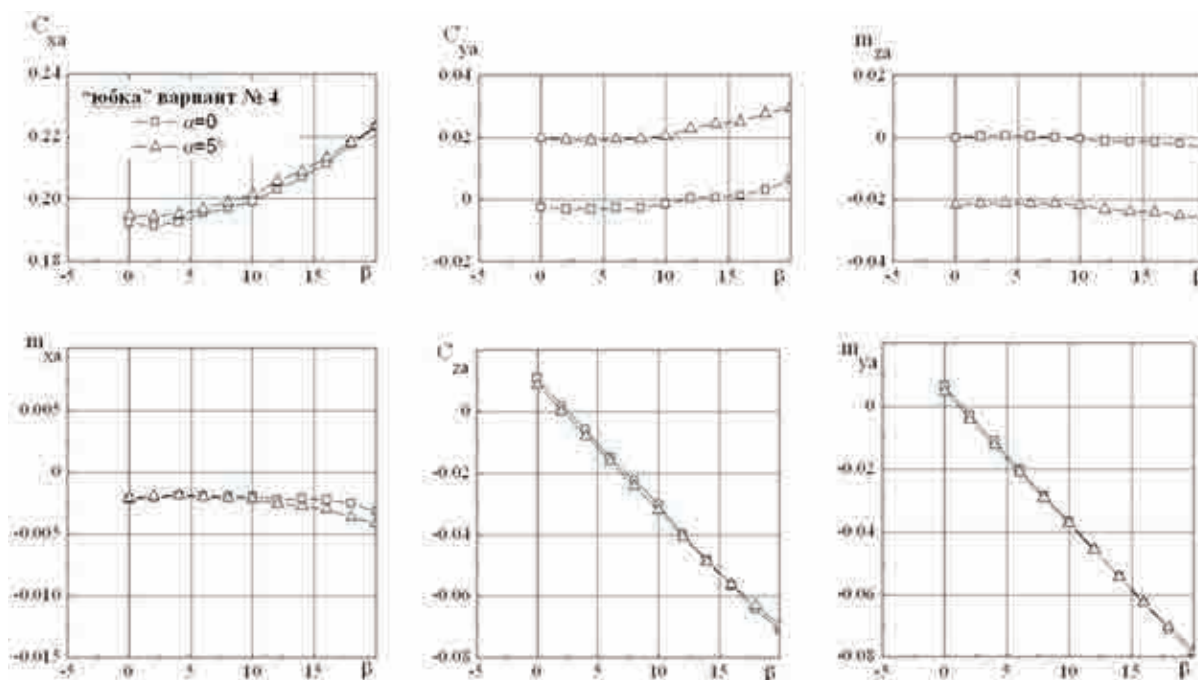 C xa
0.24
0.22
0.20
0.18
"юбка" вариант № 4
α=0
α=5°
-5 0 5 10 15 β
C ya
0.04
0.02
0
-0.02
-5 0 5 10 15 β
m za
0.02
0
-0.02
-0.04
-5 0 5 10 15 β
m xa
0.005
0
-0.005
-0.010
-0.015
-5 0 5 10 15 β
C za
0
-0.02
-0.04
-0.06
-0.08
-5 0 5 10 15 β
m ya
0
-0.02
-0.04
-0.06
-0.08
-5 0 5 10 15 β